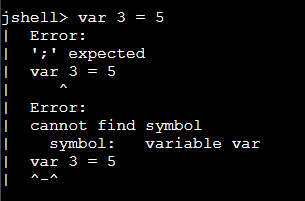 jshell> var 3 = 5
|  Error:
|  ';' expected
|  var 3 = 5
|     ^
|  Error:
|  cannot find symbol
|    symbol:   variable var
|  var 3 = 5
|  ^-^